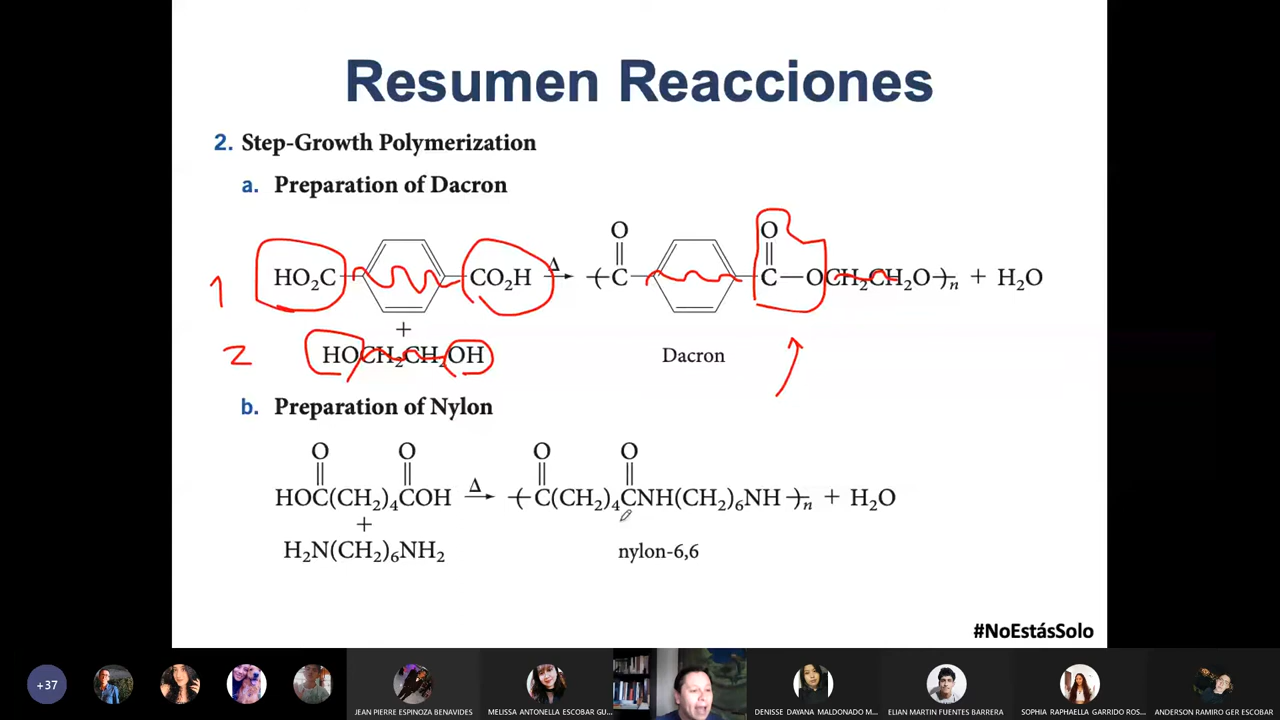 Resumen Reacciones
2. Step-Growth Polymerization
a. Preparation of Dacron
O O
1 HO₂C CO₂H Δ C C—OCH₂CH₂O n + H₂O
+
2 HOCH₂CH₂OH Dacron
b. Preparation of Nylon
O O O O
HOC(CH₂)₄COH Δ C(CH₂)₄CNH(CH₂)₆NH n + H₂O
+
H₂N(CH₂)₆NH₂ nylon-6,6
#NoEstásSolo
+37
JEAN PIERRE ESPINOZA BENAVIDES
MELISSA ANTONELLA ESCOBAR GU...
DENISSE DAYANA MALDONADO M...
ELIAN MARTIN FUENTES BARRERA
SOPHIA RAPHAELLA GARRIDO ROS...
ANDERSON RAMIRO GER ESCOBAR